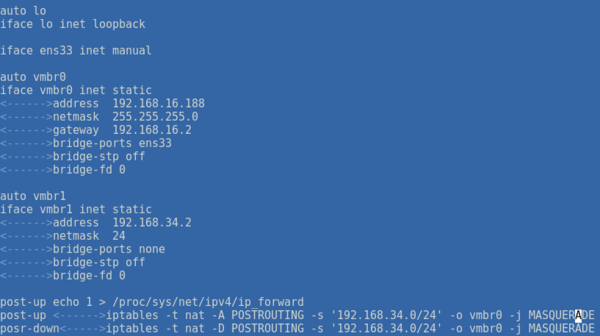 auto lo
iface lo inet loopback
iface ens33 inet manual
auto vmbr0
iface vmbr0 inet static
<------>address  192.168.16.188
<------>netmask  255.255.255.0
<------>gateway  192.168.16.2
<------>bridge-ports ens33
<------>bridge-stp off
<------>bridge-fd 0
auto vmbr1
iface vmbr1 inet static
<------>address  192.168.34.2
<------>netmask  24
<------>bridge-ports none
<------>bridge-stp off
<------>bridge-fd 0
post-up echo 1 > /proc/sys/net/ipv4/ip_forward
post-up <------>iptables -t nat -A POSTROUTING -s '192.168.34.0/24' -o vmbr0 -j MASQUERADE
posr-down<----->iptables -t nat -D POSTROUTING -s '192.168.34.0/24' -o vmbr0 -j MASQUERADE